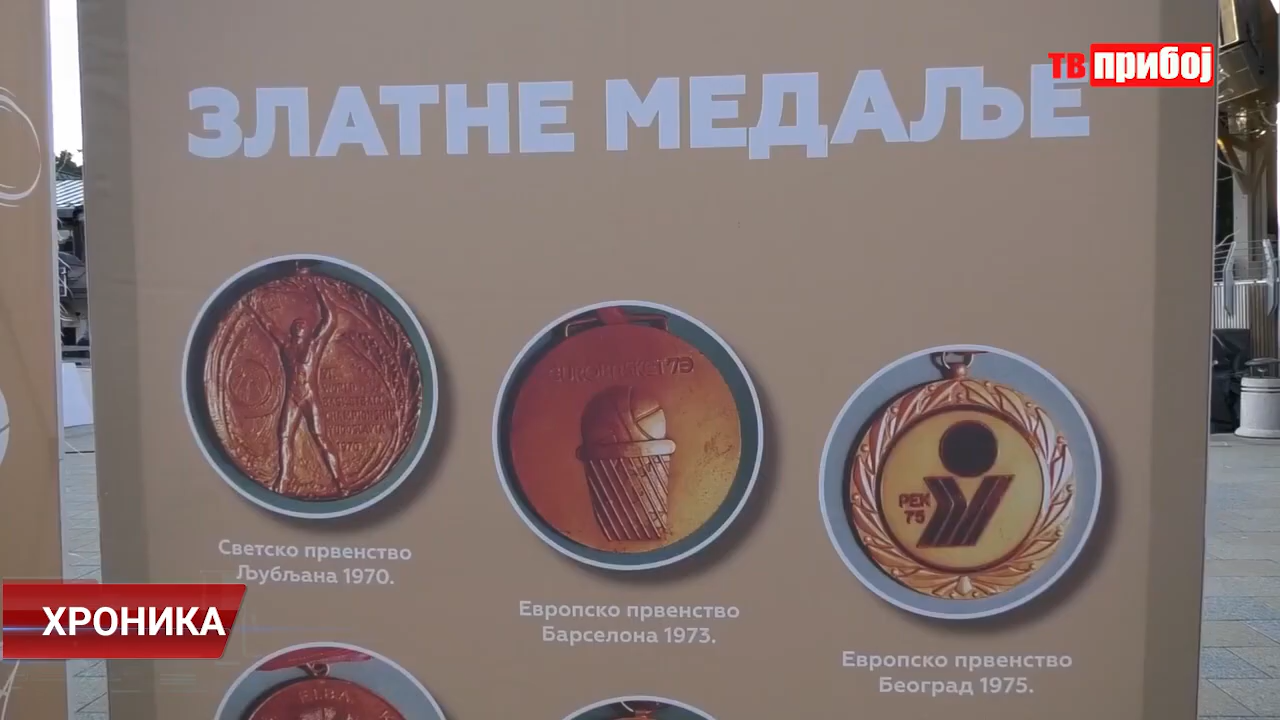 ТВ прибој
ЗЛАТНЕ МЕДАЉЕ
EUROBASKET 73
РЕК
75
Светско првенство
Љубљана 1970.
Европско првенство
Барселона 1973.
Европско првенство
Београд 1975.
ХРОНИКА